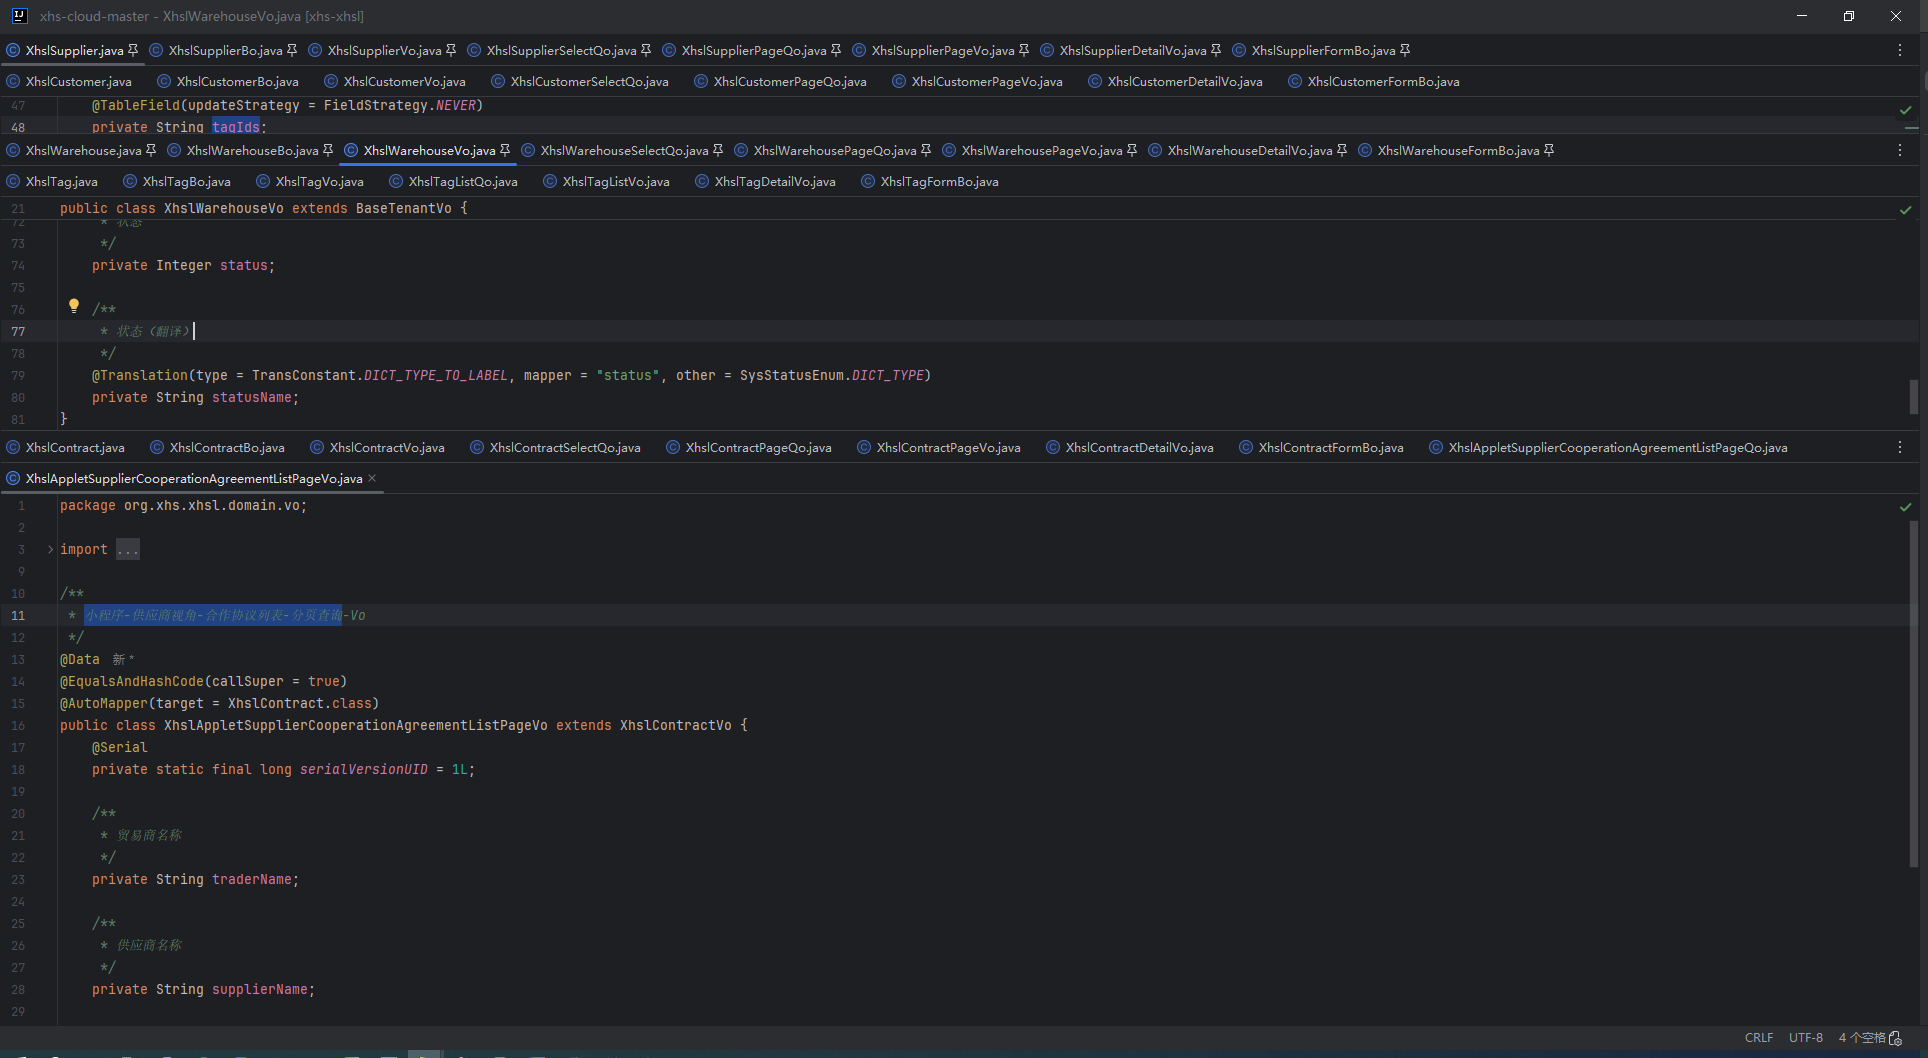 xhs-cloud-master - XhslWarehouseVo.java [xhs-xhsl]
XhslSupplier.java XhslSupplierBo.java XhslSupplierVo.java XhslSupplierSelectQo.java XhslSupplierPageQo.java XhslSupplierPageVo.java XhslSupplierDetailVo.java XhslSupplierFormBo.java
XhslCustomer.java XhslCustomerBo.java XhslCustomerVo.java XhslCustomerSelectQo.java XhslCustomerPageQo.java XhslCustomerPageVo.java XhslCustomerDetailVo.java XhslCustomerFormBo.java
47 @TableField(updateStrategy = FieldStrategy.NEVER)
48 private String tagIds;
XhslWarehouse.java XhslWarehouseBo.java XhslWarehouseVo.java XhslWarehouseSelectQo.java XhslWarehousePageQo.java XhslWarehousePageVo.java XhslWarehouseDetailVo.java XhslWarehouseFormBo.java
XhslTag.java XhslTagBo.java XhslTagVo.java XhslTagListQo.java XhslTagListVo.java XhslTagDetailVo.java XhslTagFormBo.java
21 public class XhslWarehouseVo extends BaseTenantVo {
72 * 状态
73 */
74 private Integer status;
75
76 /**
77 * 状态（翻译）
78 */
79 @Translation(type = TransConstant.DICT_TYPE_TO_LABEL, mapper = "status", other = SysStatusEnum.DICT_TYPE)
80 private String statusName;
81 }
XhslContract.java XhslContractBo.java XhslContractVo.java XhslContractSelectQo.java XhslContractPageQo.java XhslContractPageVo.java XhslContractDetailVo.java XhslContractFormBo.java XhslAppletSupplierCooperationAgreementListPageQo.java
XhslAppletSupplierCooperationAgreementListPageVo.java
1 package org.xhs.xhsl.domain.vo;
2
3 import ...
9
10 /**
11 * 小程序-供应商视角-合作协议列表-分页查询-Vo
12 */
13 @Data 新 *
14 @EqualsAndHashCode(callSuper = true)
15 @AutoMapper(target = XhslContract.class)
16 public class XhslAppletSupplierCooperationAgreementListPageVo extends XhslContractVo {
17 @Serial
18 private static final long serialVersionUID = 1L;
19
20 /**
21 * 贸易商名称
22 */
23 private String traderName;
24
25 /**
26 * 供应商名称
27 */
28 private String supplierName;
29
CRLF UTF-8 4 个空格